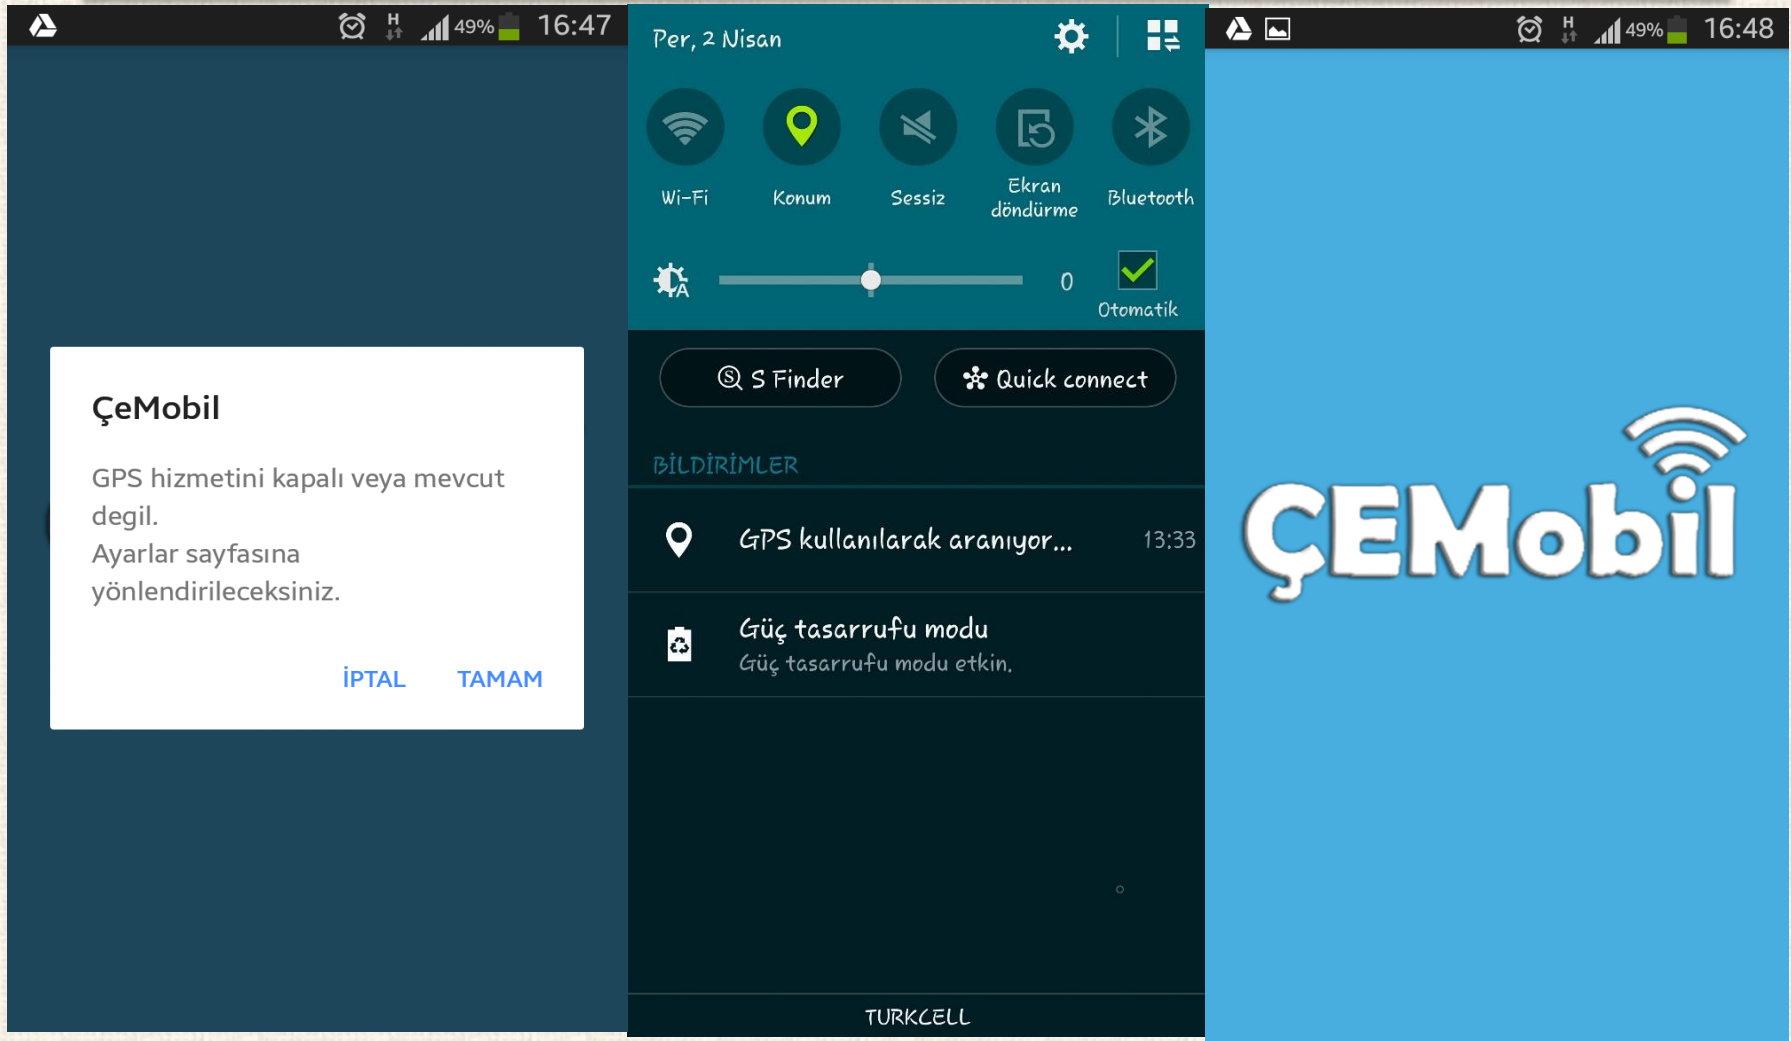 H
49%
16:47
ÇeMobil
GPS hizmetini kapalı veya mevcut
degil.
Ayarlar sayfasına
yönlendirileceksiniz.
İPTAL TAMAM
Per, 2 Nisan
Wi-Fi
Konum
Sessiz
Ekran
döndürme
Bluetooth
A
0
Otomatik
S Finder
Quick connect
BİLDİRİMLER
GPS kullanılarak aranıyor... 13:33
Güç tasarrufu modu
Güç tasarrufu modu etkin.
TURKCELL
H
49%
16:48
ÇEMobil